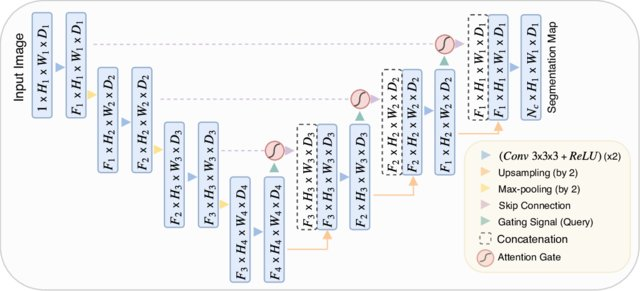 Input Image
1 x H₁ x W₁ x D₁
F₁ x H₁ x W₁ x D₁
F₁ x H₂ x W₂ x D₂
F₂ x H₂ x W₂ x D₂
F₂ x H₃ x W₃ x D₃
F₃ x H₃ x W₃ x D₃
F₃ x H₄ x W₄ x D₄
F₄ x H₄ x W₄ x D₄
F₃ x H₃ x W₃ x D₃
F₃ x H₃ x W₃ x D₃
F₂ x H₃ x W₃ x D₃
F₂ x H₂ x W₂ x D₂
F₂ x H₂ x W₂ x D₂
F₁ x H₂ x W₂ x D₂
F₁ x H₁ x W₁ x D₁
F₁ x H₁ x W₁ x D₁
N_c x H₁ x W₁ x D₁
Segmentation Map
(Conv 3x3x3 + ReLU) (x2)
Upsampling (by 2)
Max-pooling (by 2)
Skip Connection
Gating Signal (Query)
Concatenation
Attention Gate